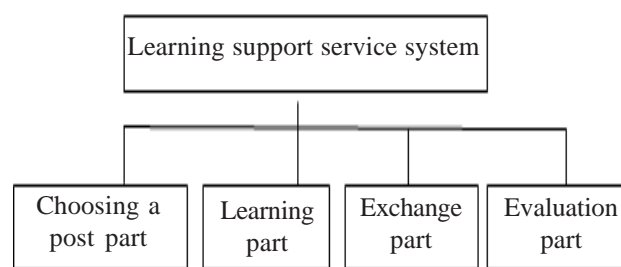 Learning support service system
Choosing a
post part
Learning
part
Exchange
part
Evaluation
part